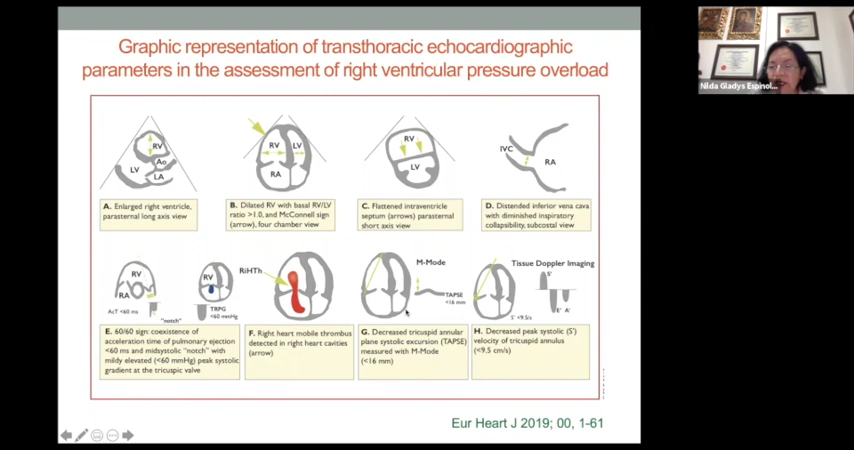 Graphic representation of transthoracic echocardiographic
parameters in the assessment of right ventricular pressure overload
Nilda Gladys Espinol...
RV
Ao
LV
LA
RV
LV
RA
RV
LV
IVC
RA
A. Enlarged right ventricle,
parasternal long axis view
B. Dilated RV with basal RV/LV
ratio >1.0, and McConnell sign
(arrow), four chamber view
C. Flattened intraventricle
septum (arrows) parasternal
short axis view
D. Distended inferior vena cava
with diminished inspiratory
collapsibility, subcostal view
RV
RA
AcT <60 ms
"notch"
RV
TRPG
<60 mmHg
RiHTh
M-Mode
TAPSE
<16 mm
Tissue Doppler Imaging
S'
E' A'
S' <9.5/s
E. 60/60 sign: coexistence of
acceleration time of pulmonary ejection
<60 ms and midsystolic "notch" with
mildly elevated (<60 mmHg) peak systolic
gradient at the tricuspic valve
F. Right heart mobile thrombus
detected in right heart cavities
(arrow)
G. Decreased tricuspid annular
plane systolic excursion (TAPSE)
measured with M-Mode
(<16 mm)
H. Decreased peak systolic (S')
velocity of tricuspid annulus
(<9.5 cm/s)
Eur Heart J 2019; 00, 1-61